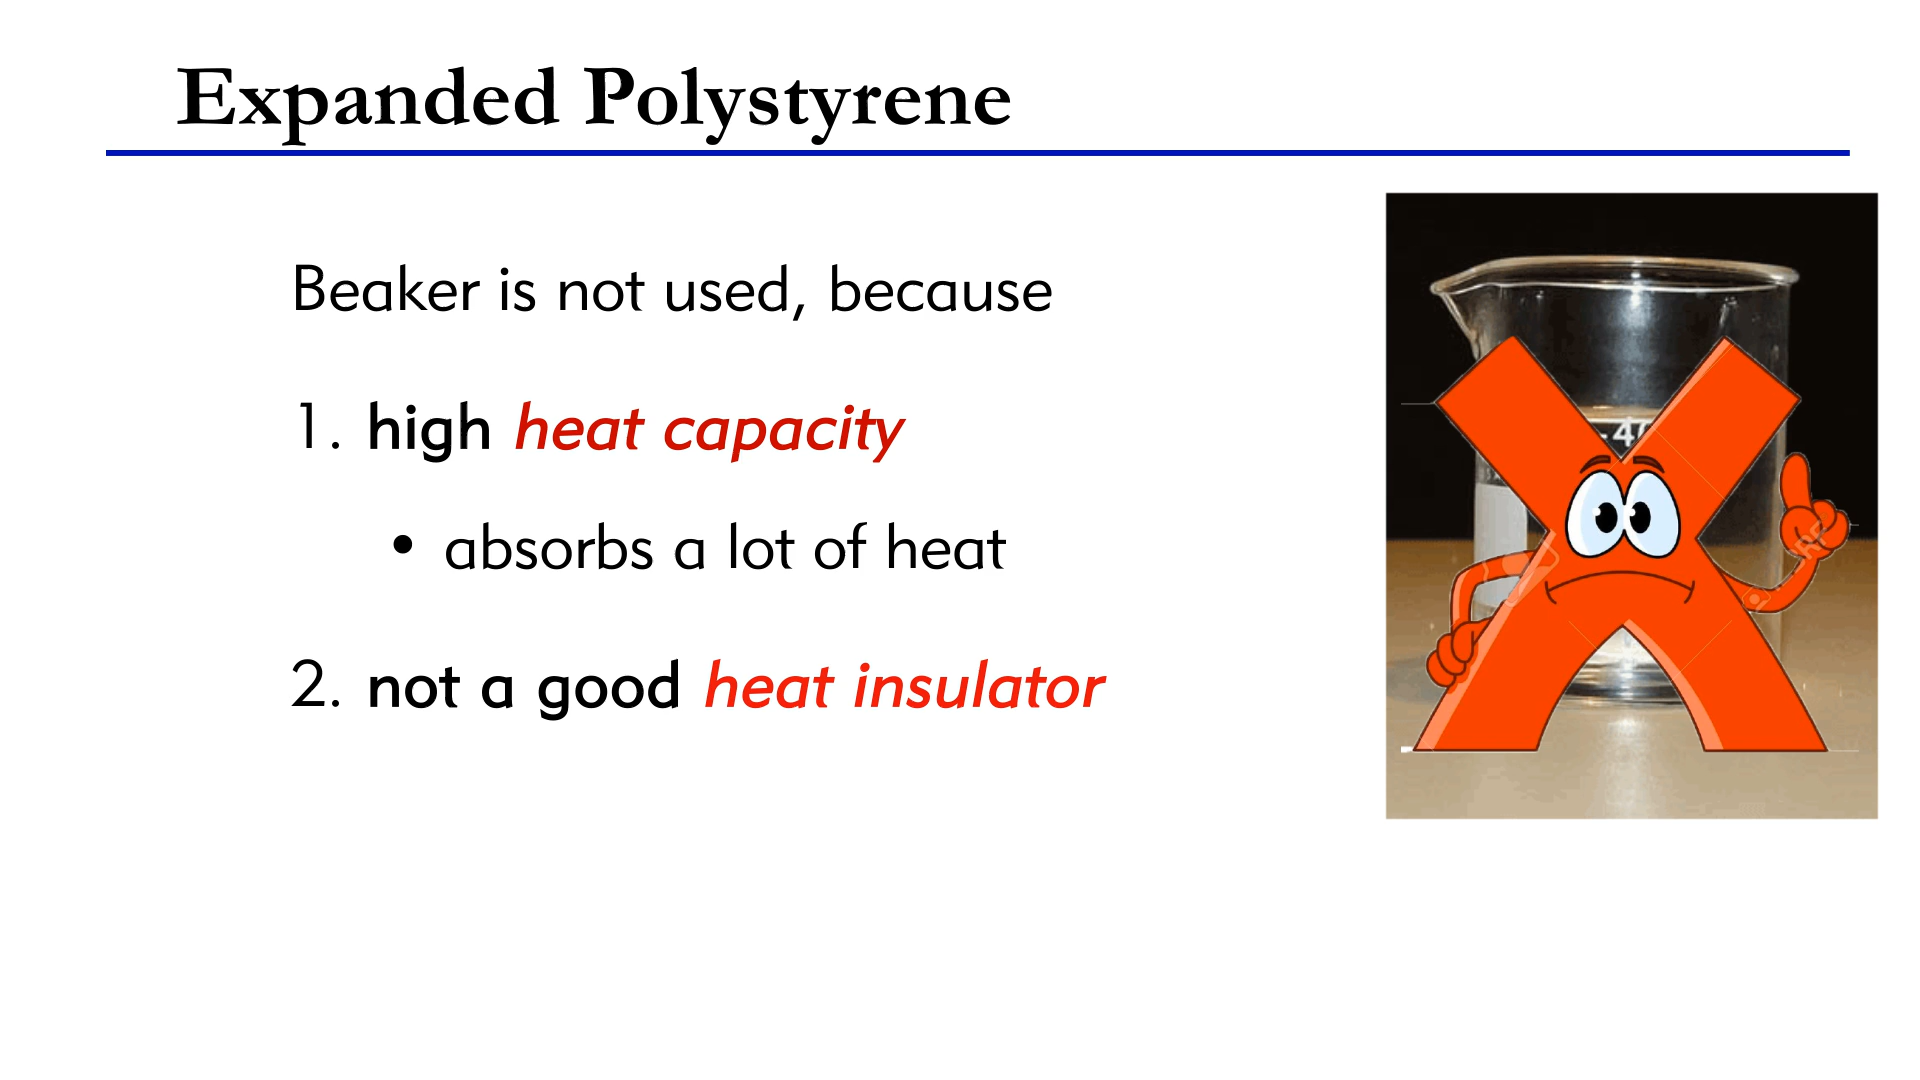 Expanded Polystyrene
Beaker is not used, because
1. high heat capacity
• absorbs a lot of heat
2. not a good heat insulator